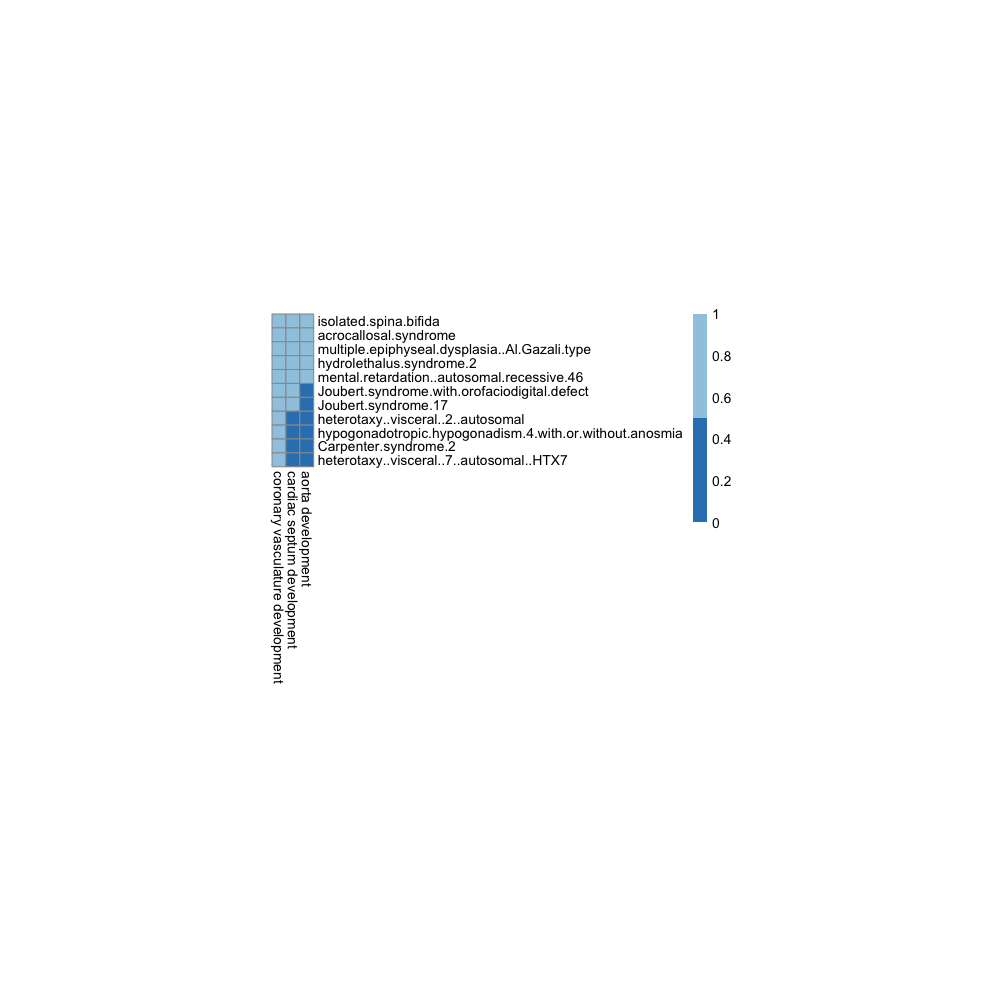 isolated.spina.bifida
acrocallosal.syndrome
multiple.epiphyseal.dysplasia..Al.Gazali.type
hydrolethalus.syndrome.2
mental.retardation..autosomal.recessive.46
Joubert.syndrome.with.orofaciodigital.defect
Joubert.syndrome.17
heterotaxy..visceral..2..autosomal
hypogonadotropic.hypogonadism.4.with.or.without.anosmia
Carpenter.syndrome.2
heterotaxy..visceral..7..autosomal..HTX7
coronary vasculature development
cardiac septum development
aorta development
1
0.8
0.6
0.4
0.2
0